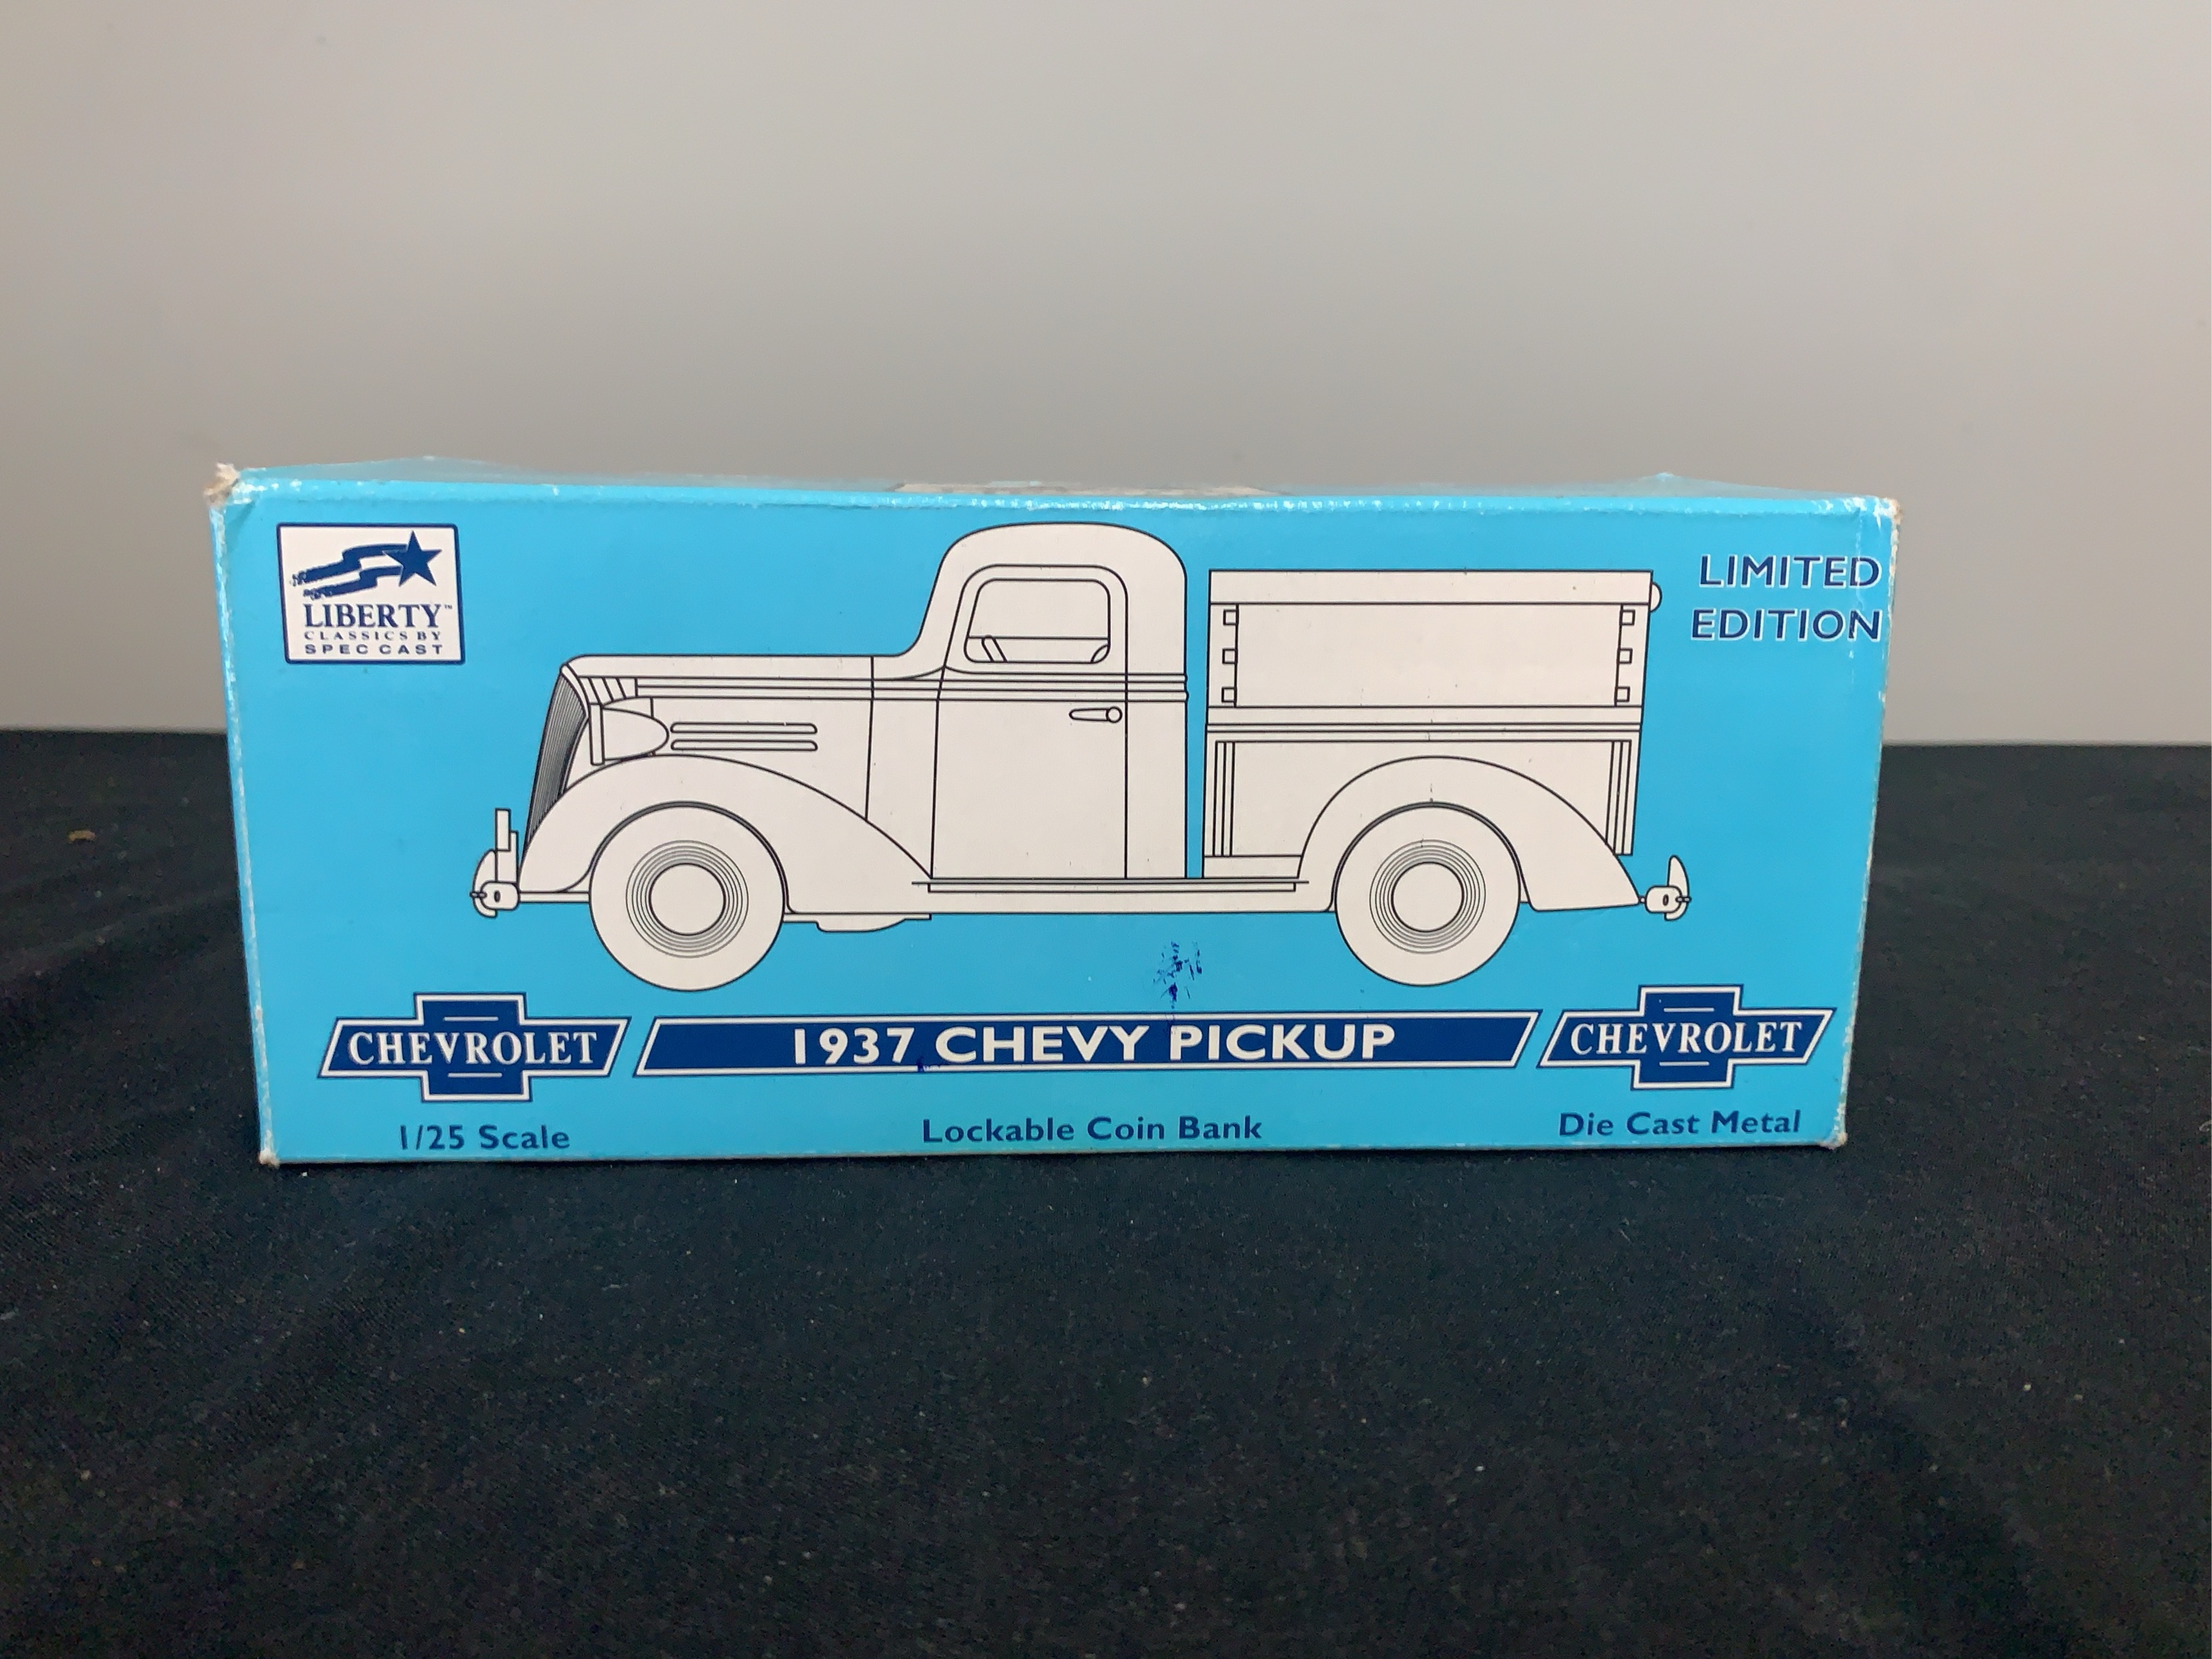 LIBERTY™
CLASSICS BY
SPEC CAST
LIMITED
EDITION
CHEVROLET
1937 CHEVY PICKUP
CHEVROLET
1/25 Scale
Lockable Coin Bank
Die Cast Metal